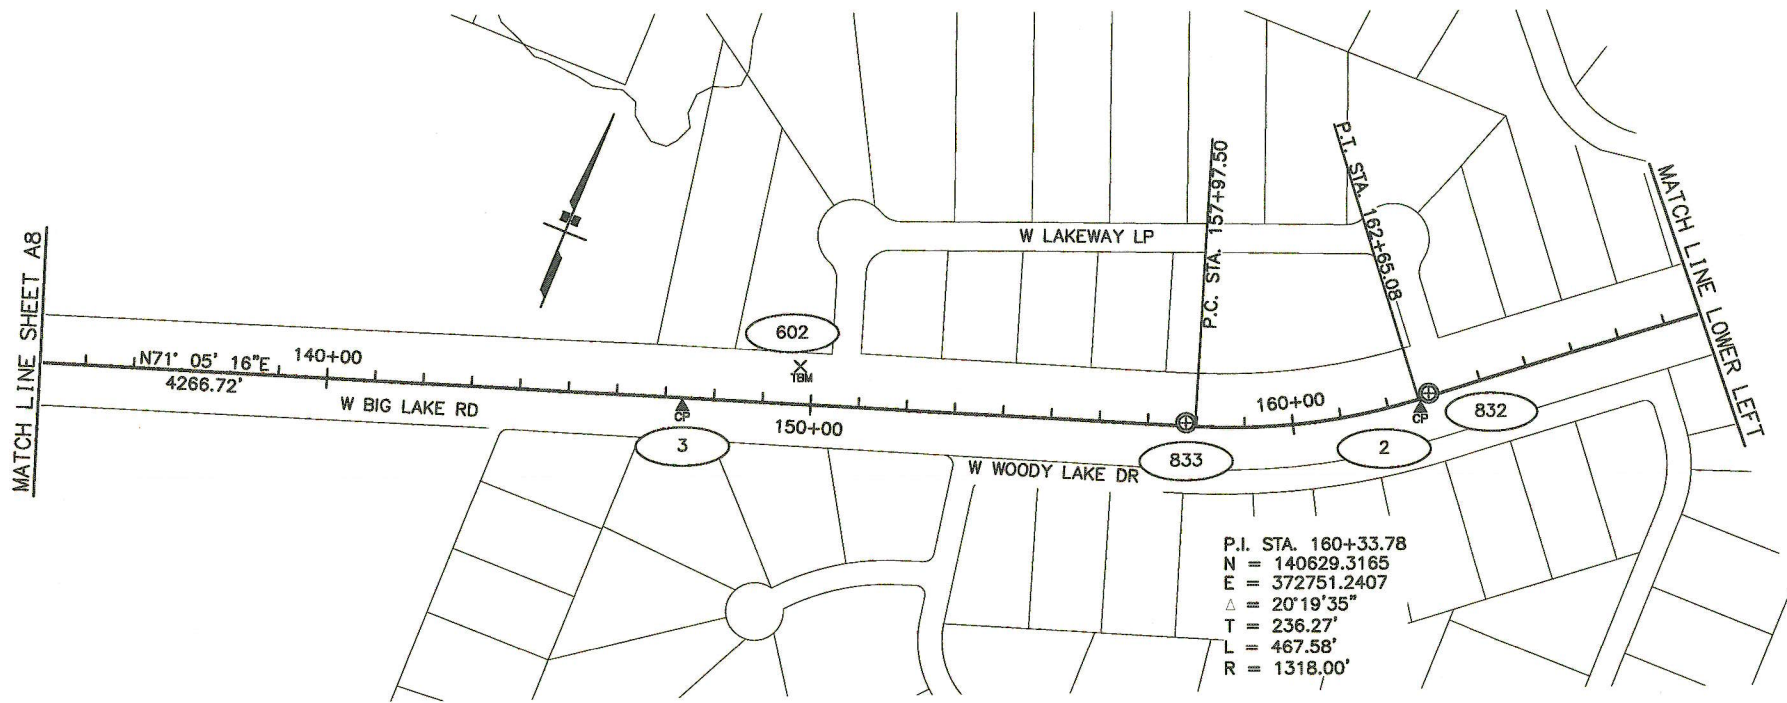 MATCH LINE SHEET A8
N71° 05' 16"E
4266.72'
140+00
W BIG LAKE RD
602
TBM
CP
3
150+00
W LAKEWAY LP
P.C. STA. 157+97.50
P.T. STA. 162+65.08
MATCH LINE LOWER LEFT
160+00
CP
832
2
833
W WOODY LAKE DR
P.I. STA. 160+33.78
N = 140629.3165
E = 372751.2407
Δ = 20°19'35"
T = 236.27'
L = 467.58'
R = 1318.00'